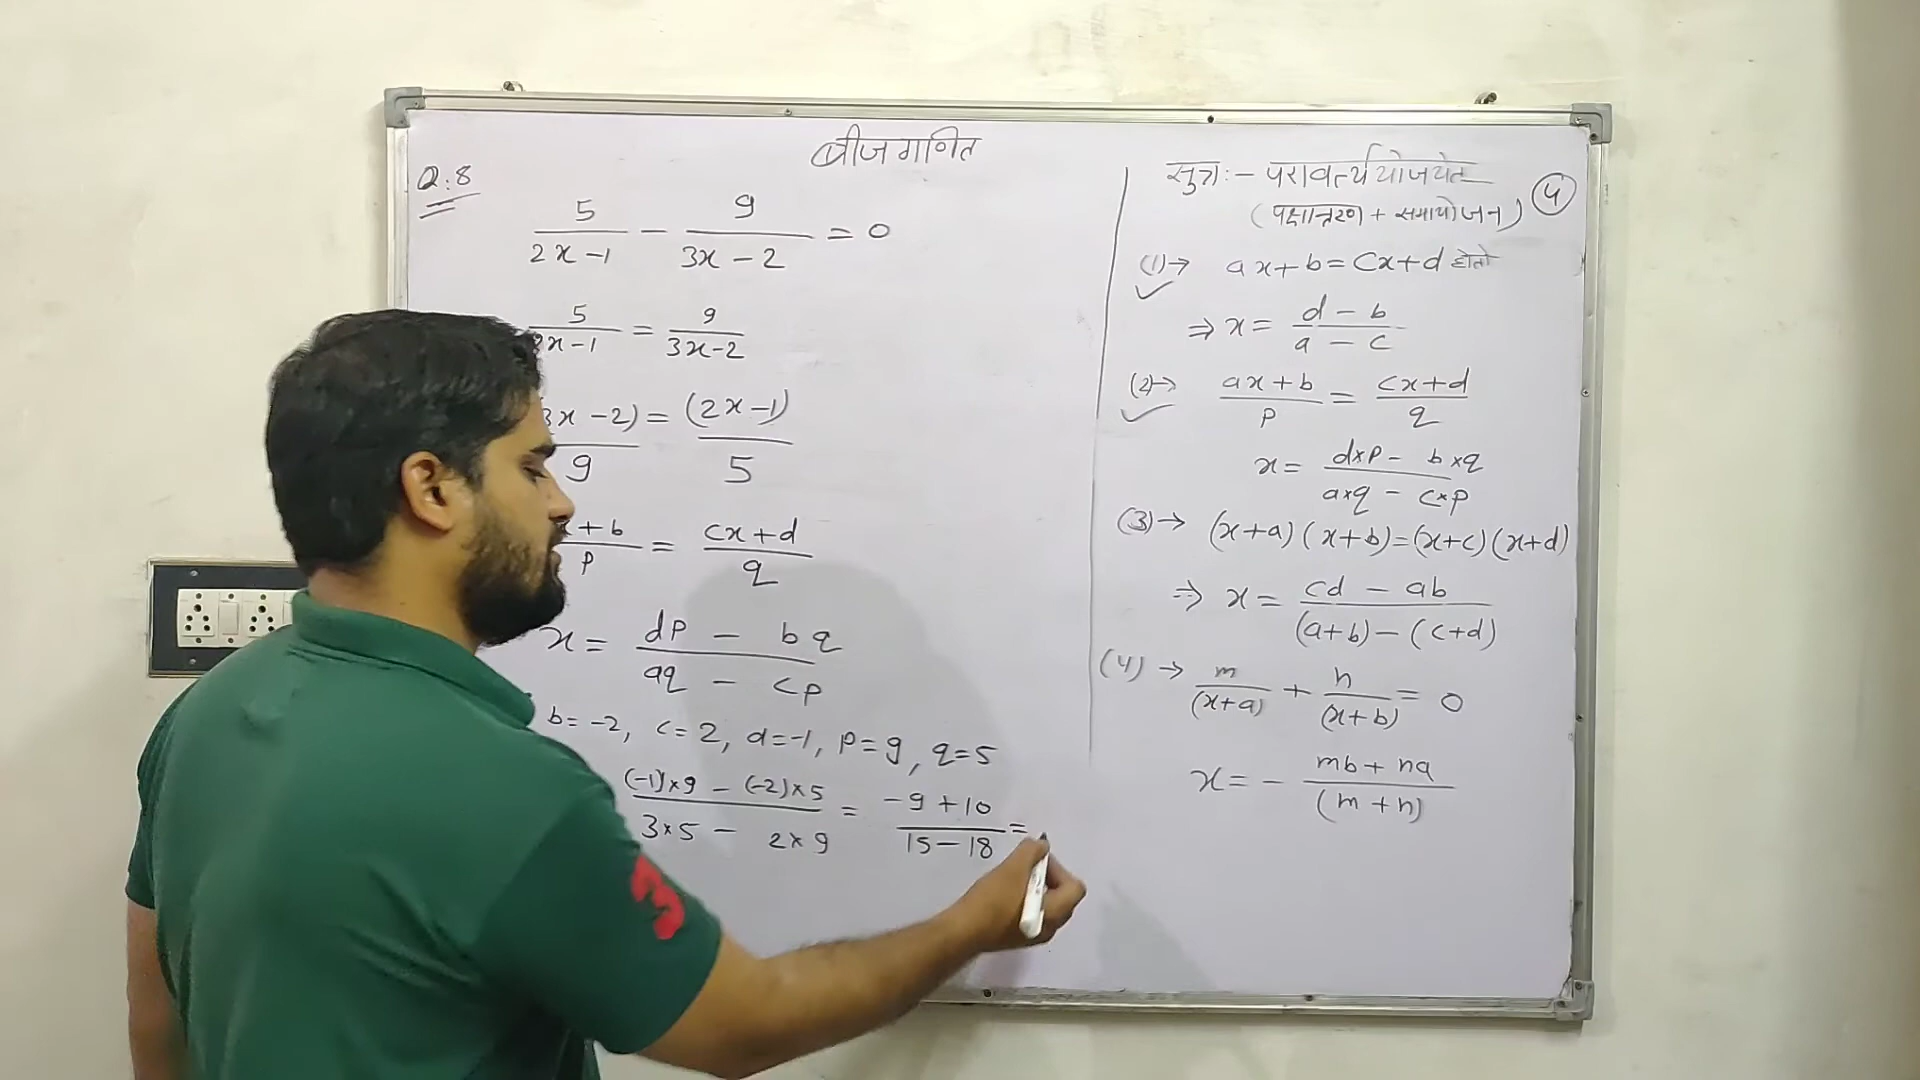 बीजगणित
Q:8
5/(2x-1) - 9/(3x-2) = 0
5/(2x-1) = 9/(3x-2)
3x-2)/9 = (2x-1)/5
x+b/p = cx+d/q
x = dp - bq/aq - cp
b=-2, c=2, d=-1, p=9, q=5
(-1)×9 - (-2)×5/3×5 - 2×9 = -9+10/15-18 =
3
सुत्र:- परावर्त्य योजयेत
(पक्षान्तरण + समायोजन)
4
(1)→ ax+b=cx+d होतो
⇒ x = d-b/a-c
(2)→ ax+b/p = cx+d/q
x = d×p - b×q/a×q - c×p
(3)→ (x+a)(x+b)=(x+c)(x+d)
⇒ x = cd - ab/(a+b)-(c+d)
(4)→ m/(x+a) + n/(x+b) = 0
x = - mb+na/(m+n)